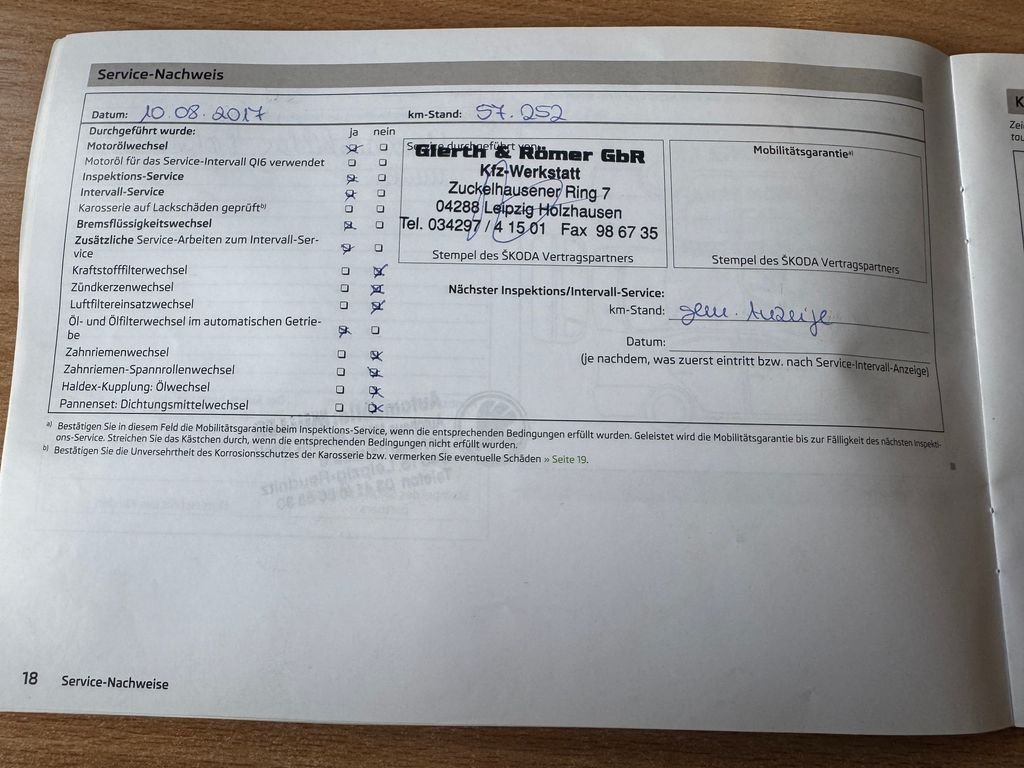 Service-Nachweis
Datum: 10.08.2017 km-Stand: 57.252
Durchgeführt wurde: ja nein
Motorölwechsel
Motoröl für das Service-Intervall QI6 verwendet
Inspektions-Service
Intervall-Service
Karosserie auf Lackschäden geprüft b)
Bremsflüssigkeitswechsel
Zusätzliche Service-Arbeiten zum Intervall-Ser-
vice
Kraftstofffilterwechsel
Zündkerzenwechsel
Luftfiltereinsatzwechsel
Öl- und Ölfilterwechsel im automatischen Getrie-
be
Zahnriemenwechsel
Zahnriemen-Spannrollenwechsel
Haldex-Kupplung: Ölwechsel
Pannenset: Dichtungsmittelwechsel
Service durchgeführt von:
Gierth & Römer GbR
Kfz-Werkstatt
Zuckelhausener Ring 7
04288 Leipzig Holzhausen
Tel. 034297 / 4 15 01 Fax 98 67 35
Stempel des ŠKODA Vertragspartners
Mobilitätsgarantie a)
Stempel des ŠKODA Vertragspartners
Nächster Inspektions/Intervall-Service:
km-Stand: gem. Anzeige
Datum:
(je nachdem, was zuerst eintritt bzw. nach Service-Intervall-Anzeige)
a) Bestätigen Sie in diesem Feld die Mobilitätsgarantie beim Inspektions-Service, wenn die entsprechenden Bedingungen erfüllt wurden. Geleistet wird die Mobilitätsgarantie bis zur Fälligkeit des nächsten Inspekti-
ons-Service. Streichen Sie das Kästchen durch, wenn die entsprechenden Bedingungen nicht erfüllt wurden.
b) Bestätigen Sie die Unversehrtheit des Korrosionsschutzes der Karosserie bzw. vermerken Sie eventuelle Schäden » Seite 19.
18 Service-Nachweise